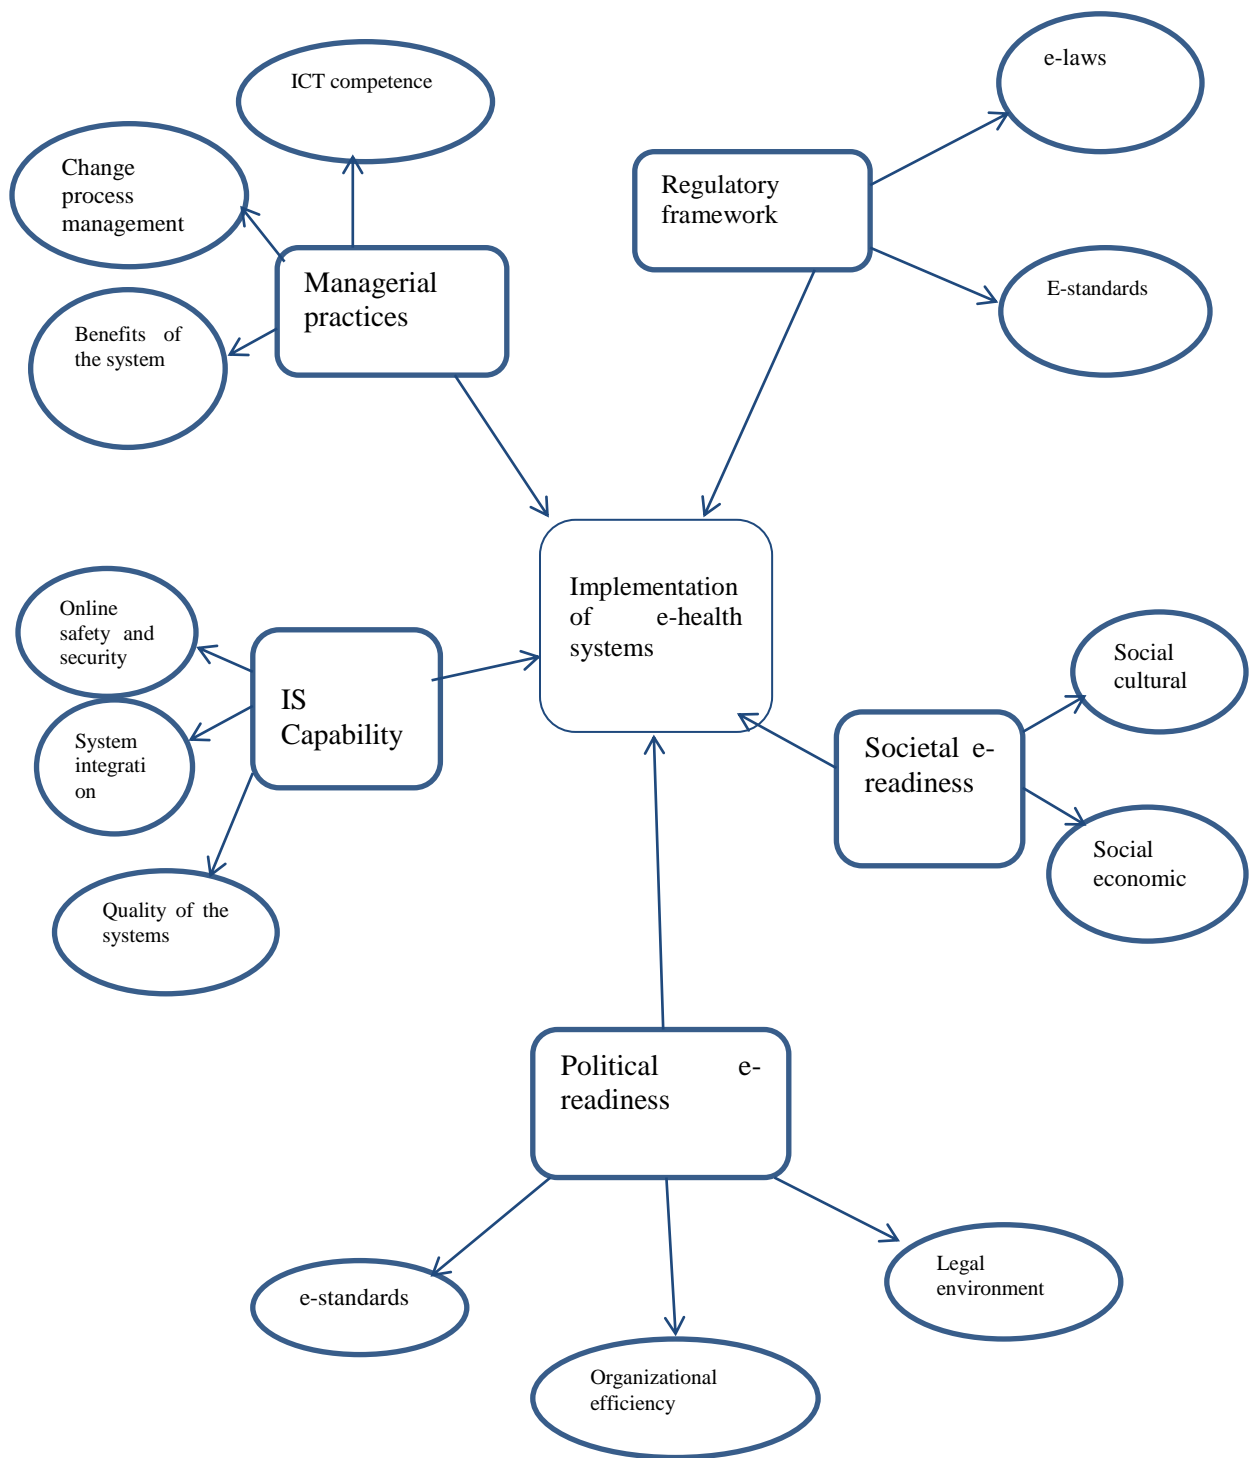 ICT competence
e-laws
Change
process
management
Regulatory
framework
Managerial
practices
E-standards
Benefits of
the system
Implementation
of e-health
systems
Online
safety and
security
IS
Capability
System
integrati
on
Social
cultural
Societal e-
readiness
Social
economic
Quality of the
systems
Political e-
readiness
e-standards
Legal
environment
Organizational
efficiency